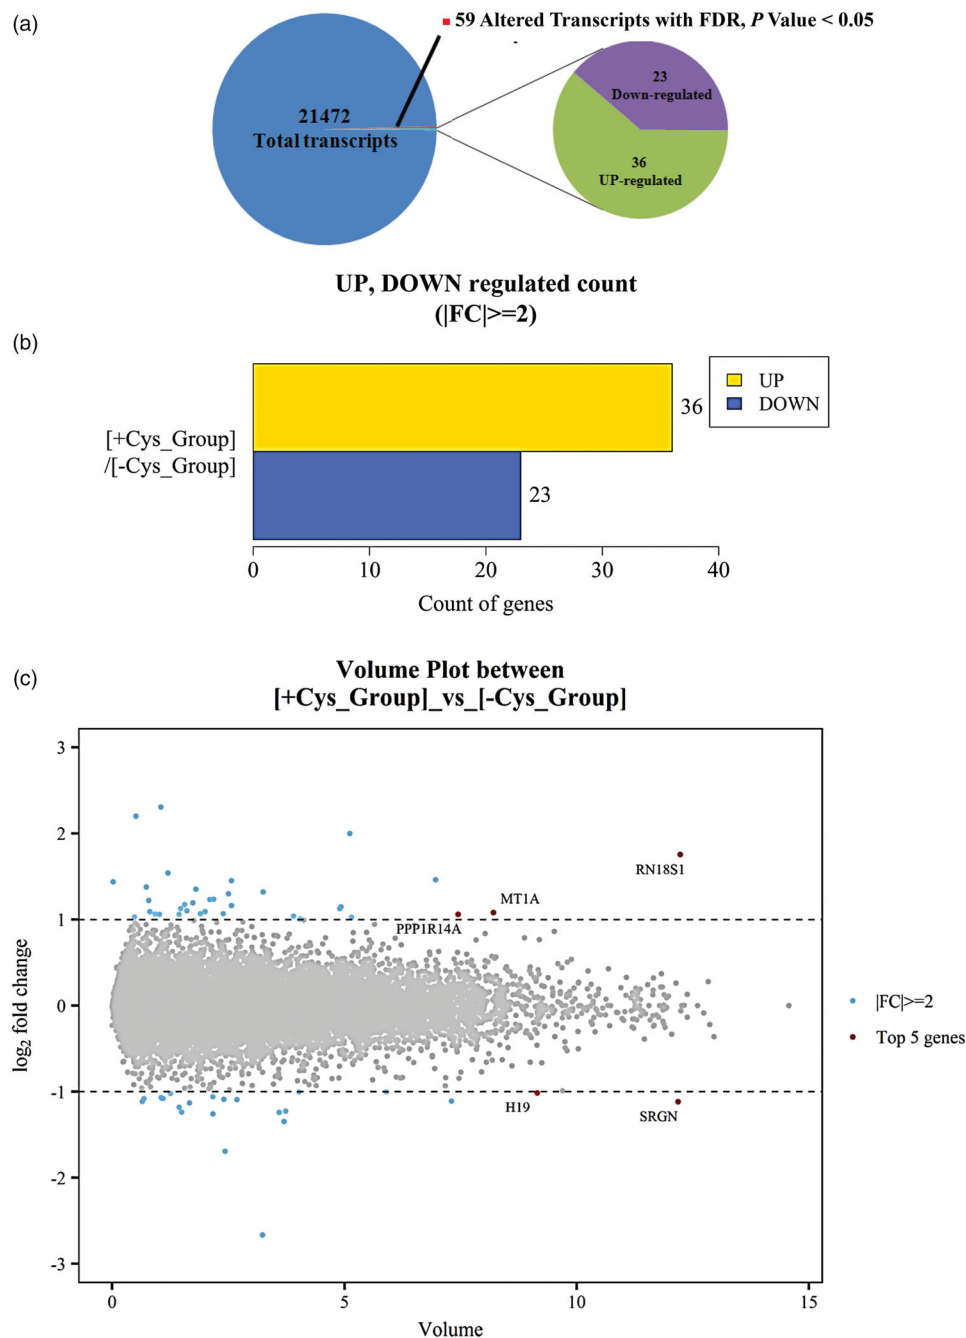 (a)
59 Altered Transcripts with FDR, P Value < 0.05
21472
Total transcripts
23
Down-regulated
36
UP-regulated
UP, DOWN regulated count
(|FC|>=2)
(b)
[+Cys_Group]
/[-Cys_Group]
36
23
UP
DOWN
0 10 20 30 40
Count of genes
(c)
Volume Plot between
[+Cys_Group]_vs_[-Cys_Group]
3
2
1
0
-1
-2
-3
log2 fold change
RN18S1
MT1A
PPP1R14A
H19
SRGN
|FC|>=2
Top 5 genes
0 5 10 15
Volume